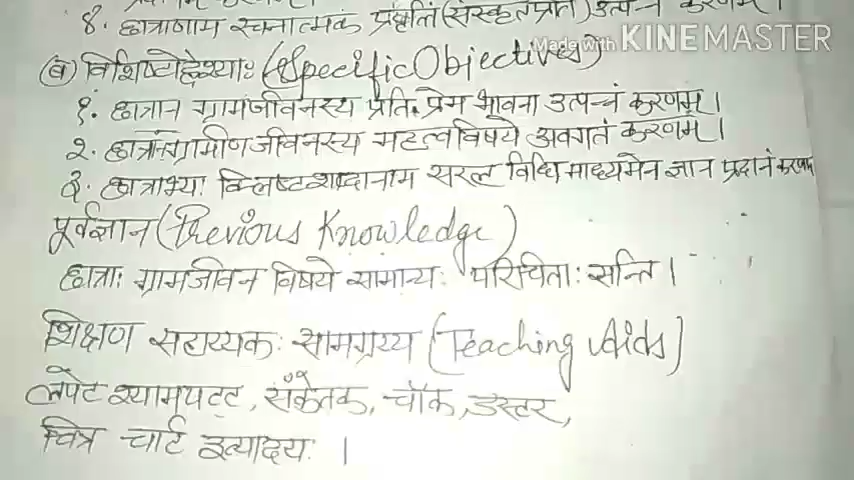 ४. छात्राणाम रचनात्मकं प्रवृत्तिं (संस्कृतप्रति) उत्पन्नं करणम् ।
Made with KINEMASTER
(ब) विशिष्टोद्देश्याः (Specific Objectives)
१. छात्रान ग्रामजीवनस्य प्रति प्रेम भावना उत्पन्नं करणम् ।
२. छात्रान ग्रामीणजीवनस्य महत्वविषये अवगतं करणम् ।
३. छात्राभ्यः क्लिष्टशब्दानाम सरल विधि माध्यमेन ज्ञान प्रदानं करणम
पूर्वज्ञान (Previous Knowledge)
छात्राः ग्रामजीवन विषये सामान्यः परिचिताः सन्ति ।
शिक्षण सहाय्यकः सामग्रय्य (Teaching Aids)
लपेट श्यामपट्ट, संकेतक, चॉक, डस्टर,
चित्र चार्ट इत्यादयः ।